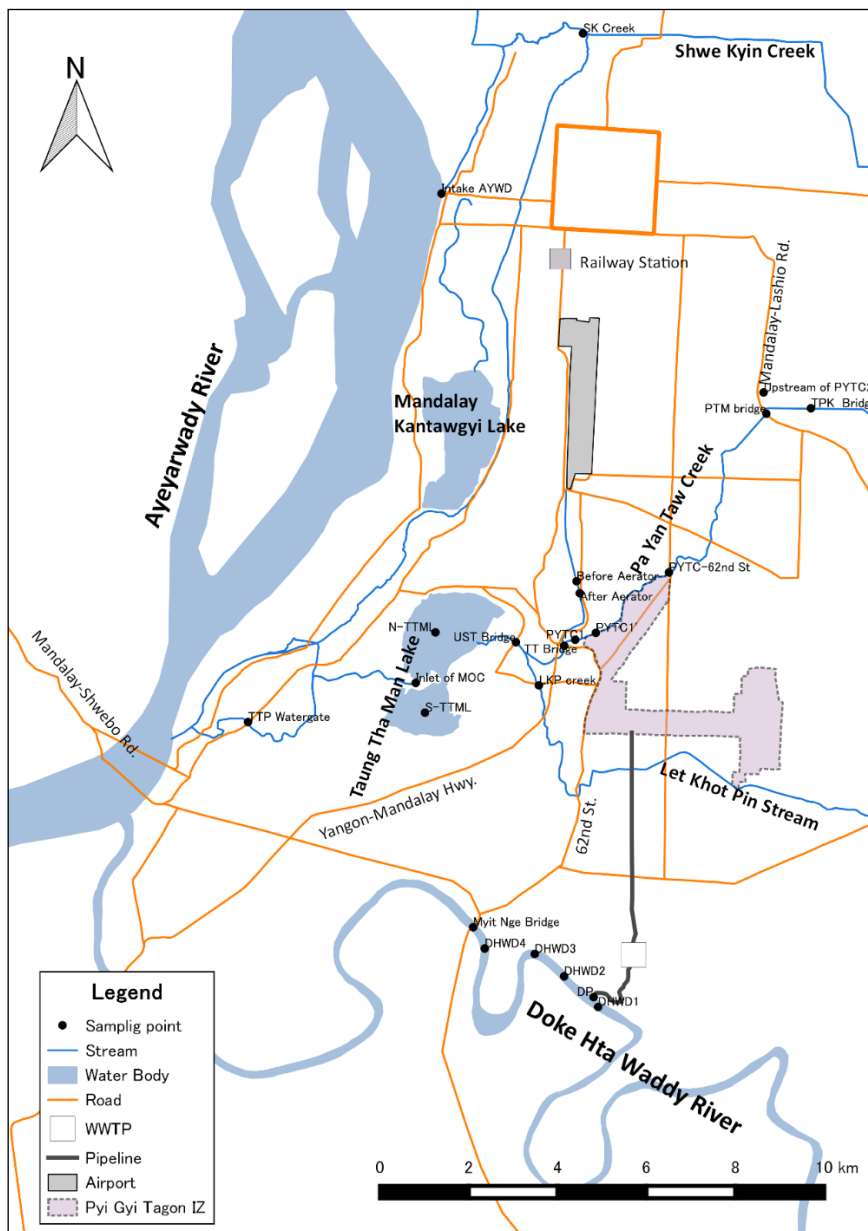 SK Creek
Shwe Kyin Creek
N
Intake AYWD
Railway Station
Mandalay-Lashio Rd.
Ayeyarwady River
Mandalay
Kantawgyi Lake
Upstream of PYTC2
TPK Bridg
PTM bridge
Pa Yan Taw Creek
PYTC-62nd St
Before Aerator
After Aerator
N-TTML
UST Bridge
PYTC1
PYTC1'
TT Bridge
Inlet of MOC
LKP creek
S-TTML
TTP Watergate
Taung Tha Man Lake
Mandalay-Shwebo Rd.
Let Khot Pin Stream
Yangon-Mandalay Hwy.
62nd St.
Myit Nge Bridge
DHWD4
DHWD3
DHWD2
DP
DHWD1
Doke Hta Waddy River
Legend
Samplig point
Stream
Water Body
Road
WWTP
Pipeline
Airport
Pyi Gyi Tagon IZ
0 2 4 6 8 10 km